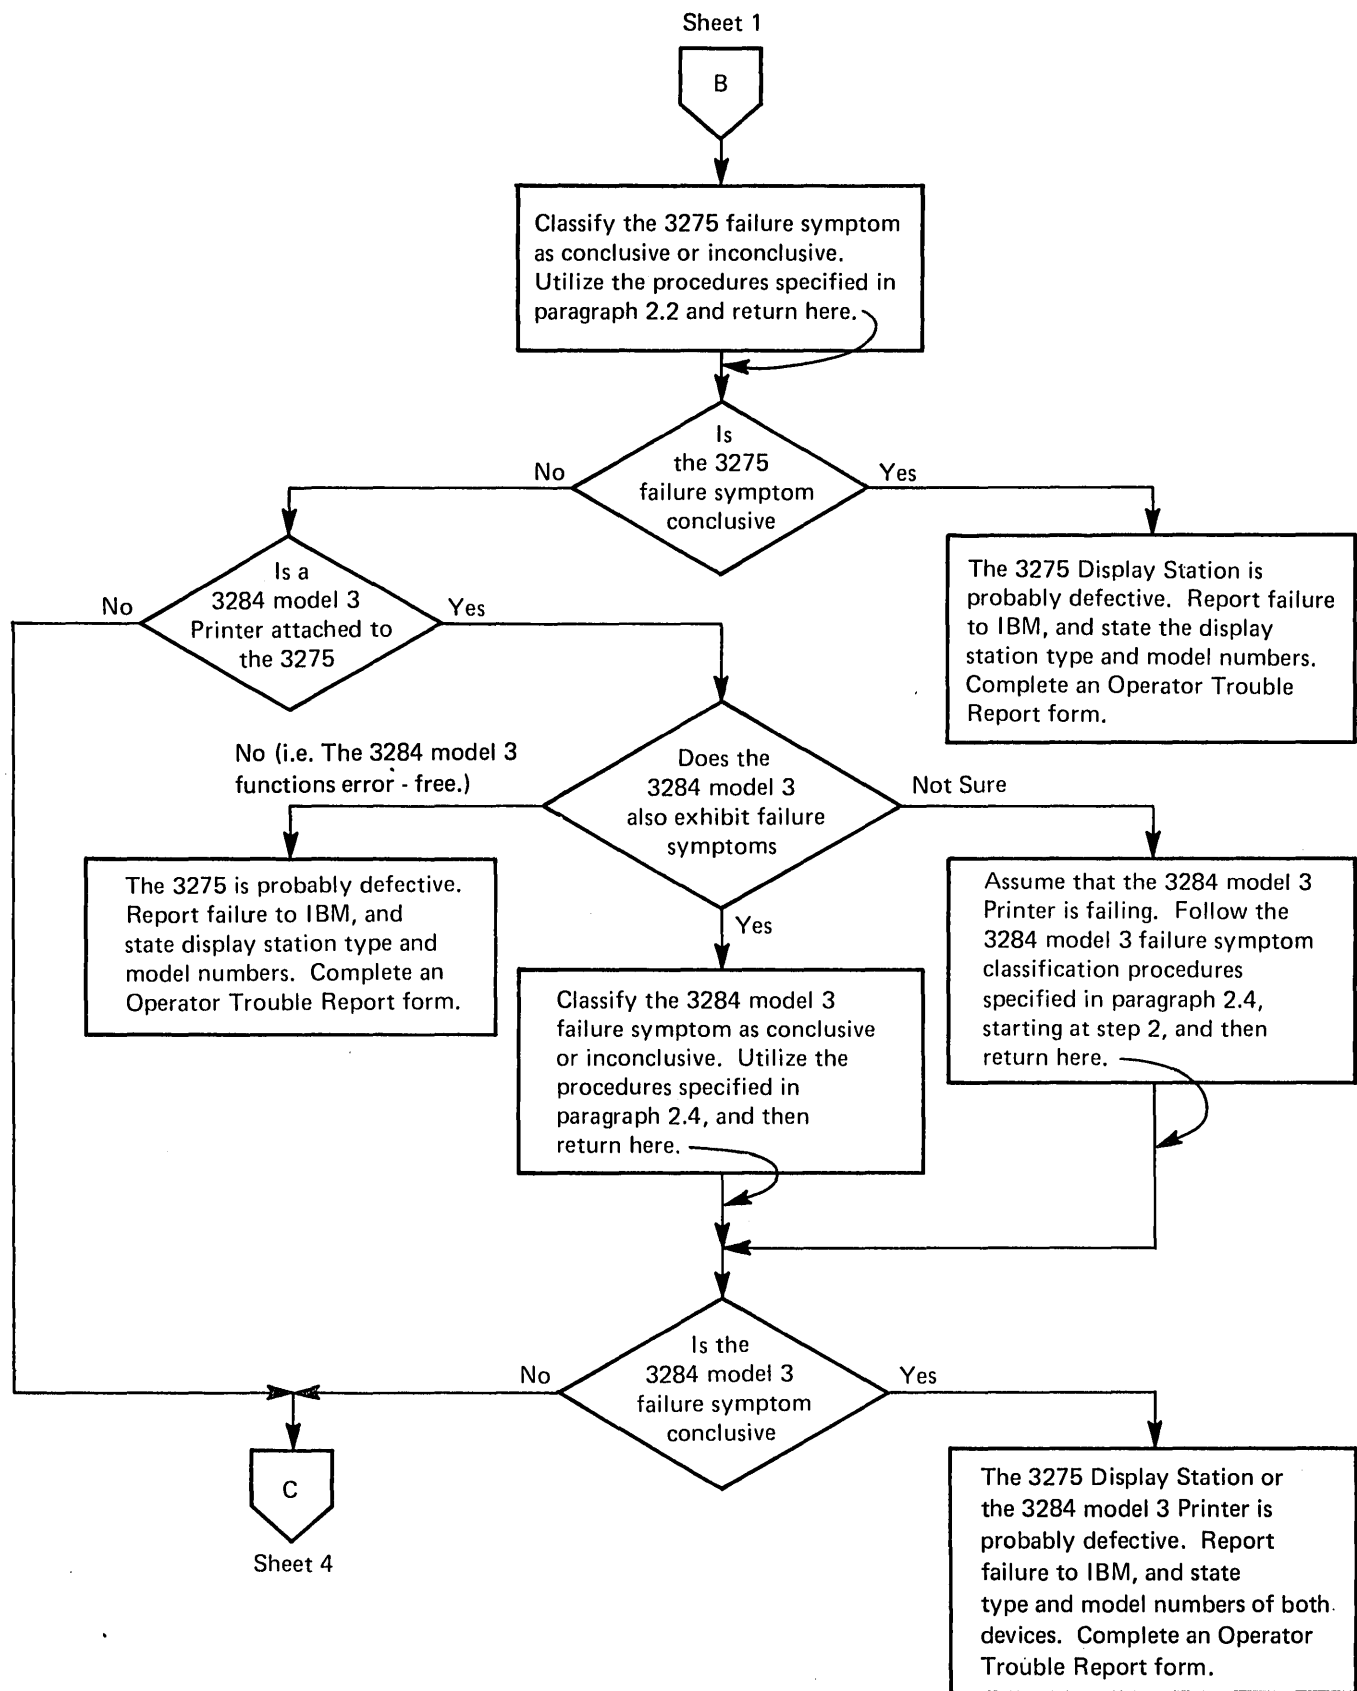 Sheet 1
B
Classify the 3275 failure symptom
as conclusive or inconclusive.
Utilize the procedures specified in
paragraph 2.2 and return here.
Is
the 3275
failure symptom
conclusive
No
Yes
The 3275 Display Station is
probably defective. Report failure
to IBM, and state the display
station type and model numbers.
Complete an Operator Trouble
Report form.
Is a
3284 model 3
Printer attached to
the 3275
No
Yes
Does the
3284 model 3
also exhibit failure
symptoms
No (i.e. The 3284 model 3
functions error - free.)
Not Sure
Yes
The 3275 is probably defective.
Report failure to IBM, and
state display station type and
model numbers. Complete an
Operator Trouble Report form.
Classify the 3284 model 3
failure symptom as conclusive
or inconclusive. Utilize the
procedures specified in
paragraph 2.4, and then
return here.
Assume that the 3284 model 3
Printer is failing. Follow the
3284 model 3 failure symptom
classification procedures
specified in paragraph 2.4,
starting at step 2, and then
return here.
Is the
3284 model 3
failure symptom
conclusive
No
Yes
C
Sheet 4
The 3275 Display Station or
the 3284 model 3 Printer is
probably defective. Report
failure to IBM, and state
type and model numbers of both
devices. Complete an Operator
Trouble Report form.